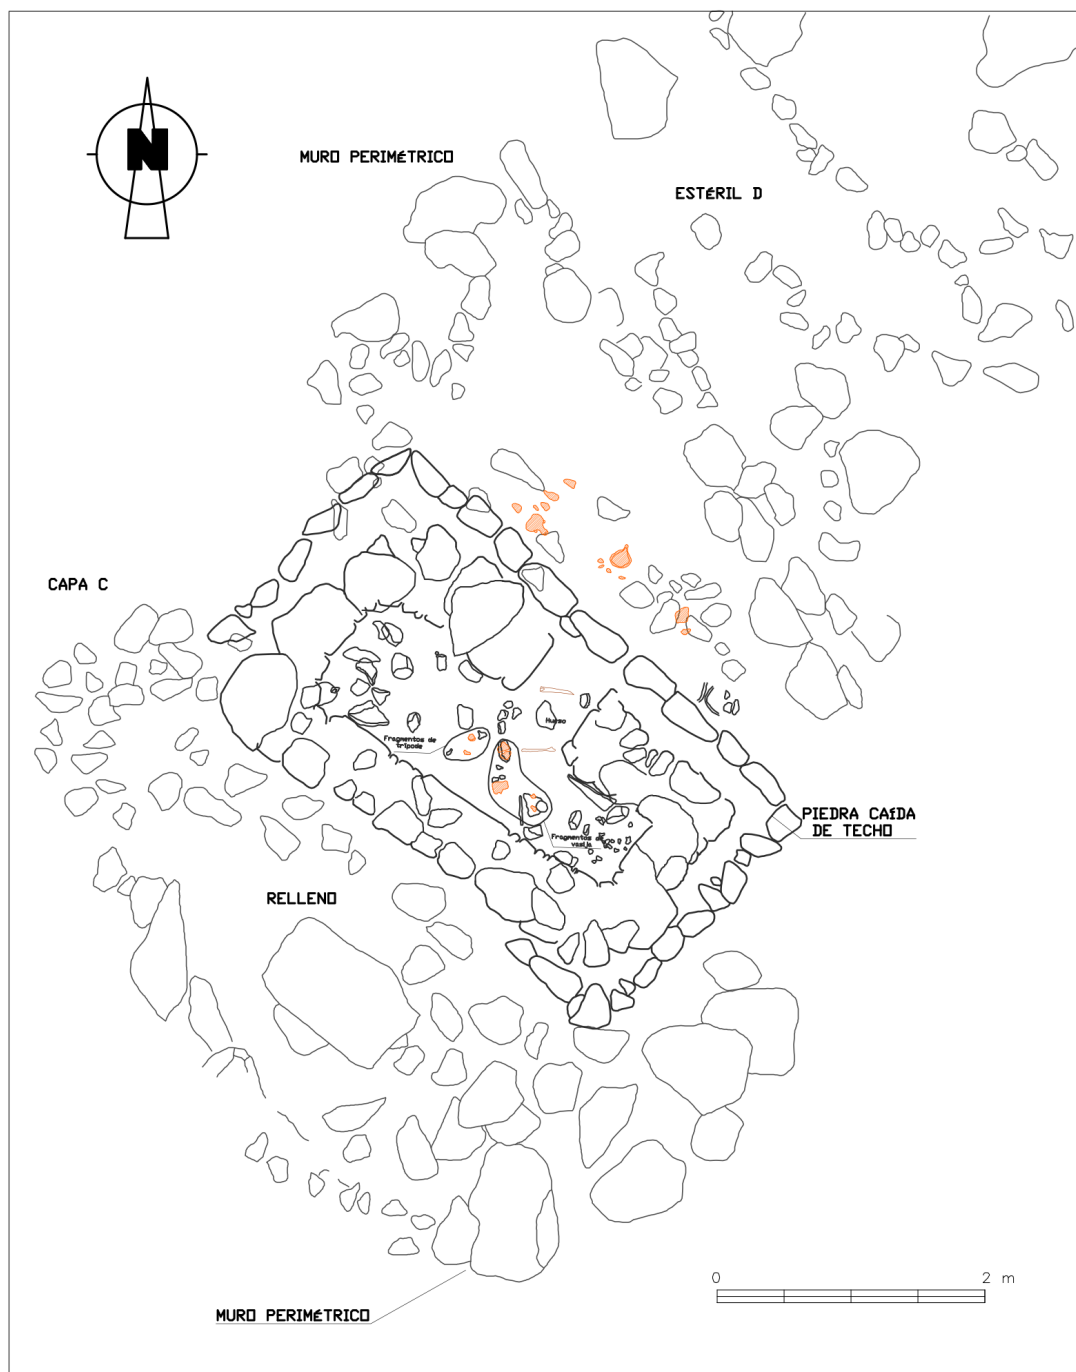 N
MURO PERIMÉTRICO
ESTÉRIL D
CAPA C
Hueso
Fragmentos de
trípode
PIEDRA CAÍDA
DE TECHO
Fragmentos de
vasija
RELLENO
0 2 m
MURO PERIMÉTRICO